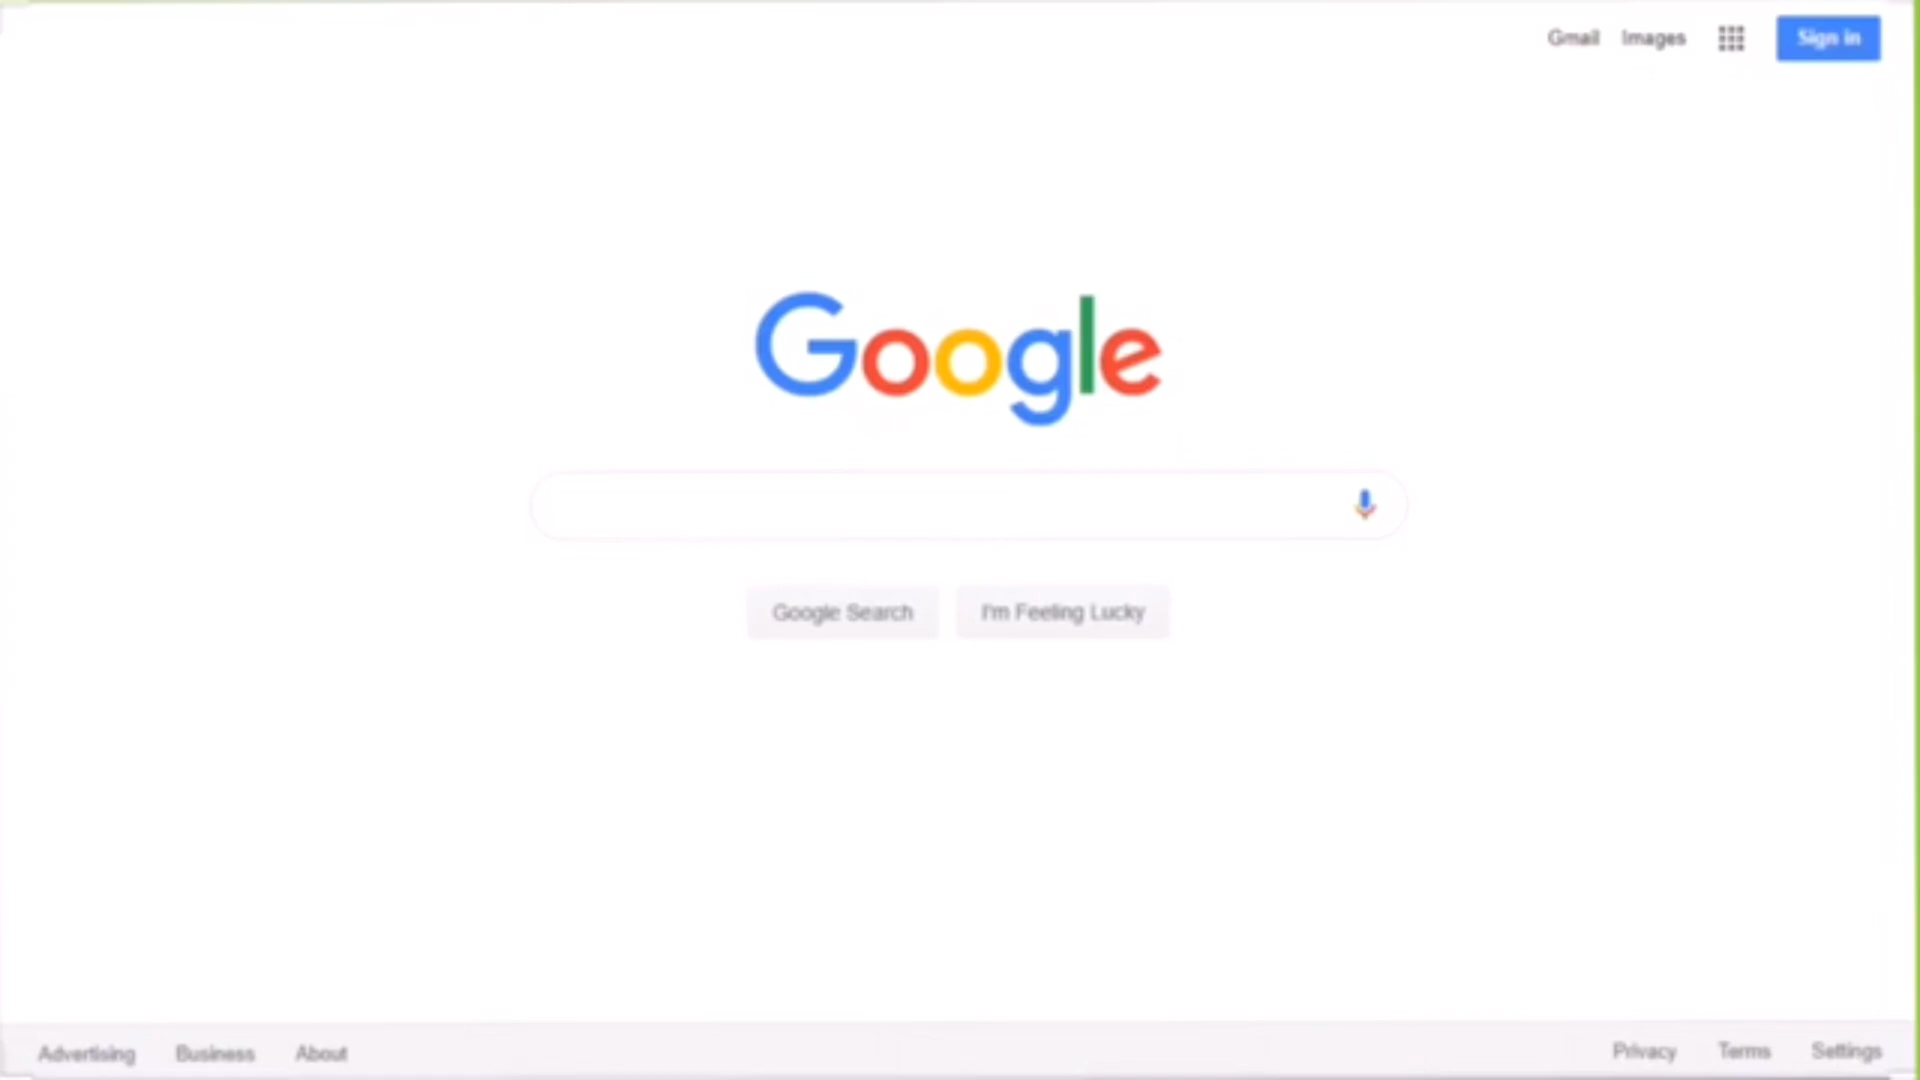 Gmail Images Sign in
Google
Google Search I'm Feeling Lucky
Advertising Business About Privacy Terms Settings